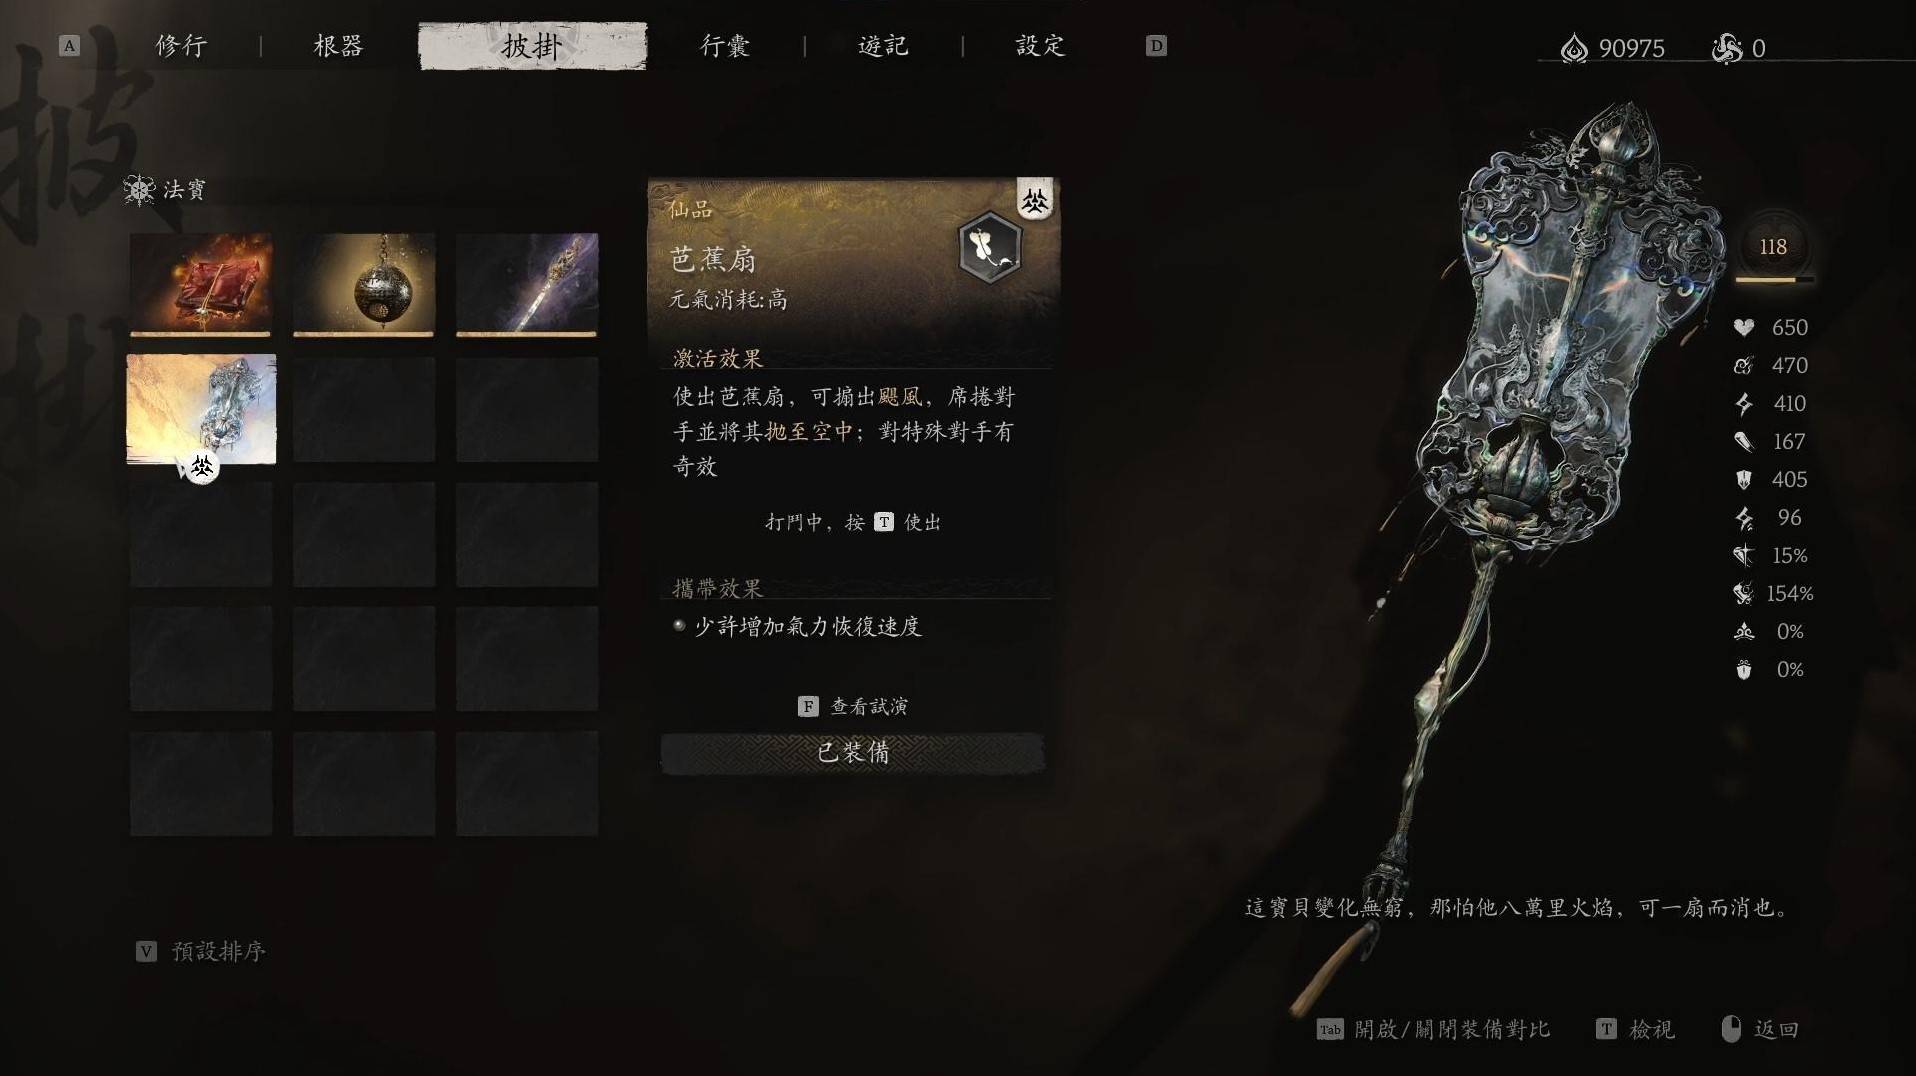 A 修行 | 根器 | 披掛 | 行囊 | 遊記 | 設定 D
90975 0
披掛
法寶
仙品
芭蕉扇
元氣消耗:高
激活效果
使出芭蕉扇，可搧出颶風，席捲對
手並將其拋至空中；對特殊對手有
奇效
打鬥中，按 T 使出
攜帶效果
少許增加氣力恢復速度
F 查看試演
已裝備
118
650
470
410
167
405
96
15%
154%
0%
0%
這寶貝變化無窮，那怕他八萬里火焰，可一扇而消也。
V 預設排序
Tab 開啟/關閉裝備對比 T 檢視 返回